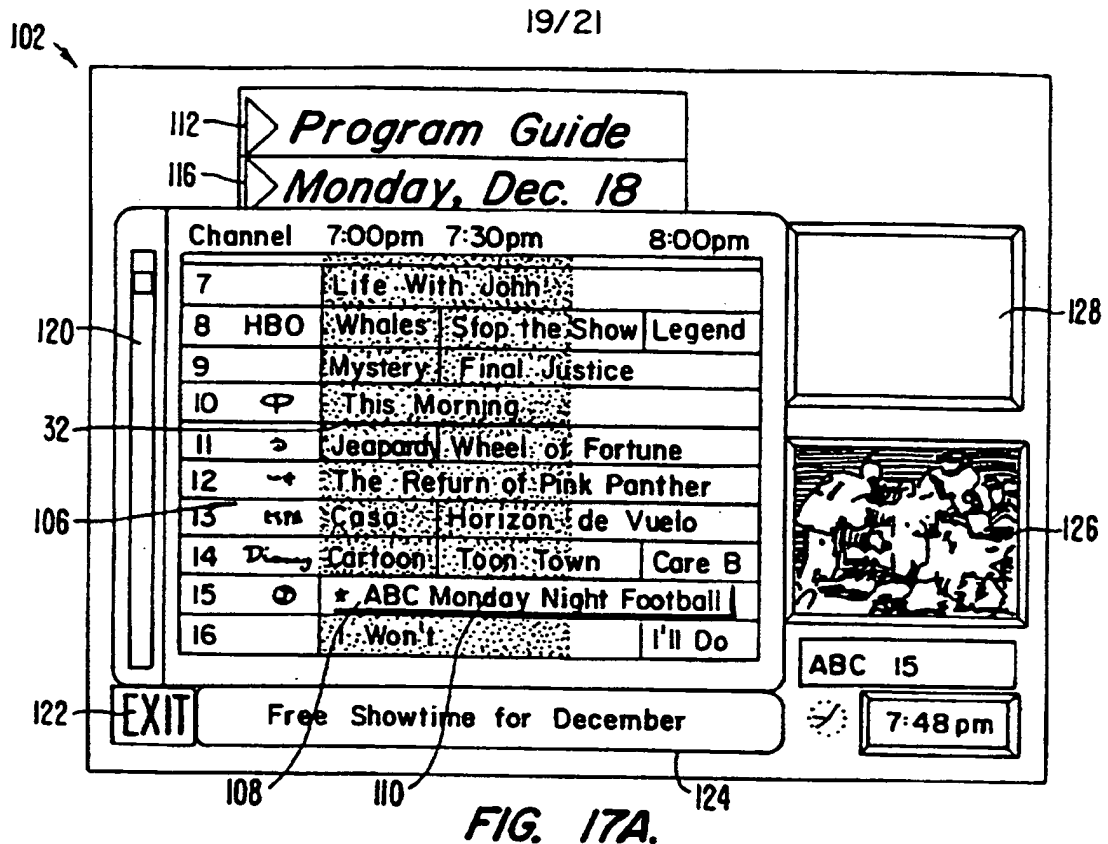 19/21
102
112 Program Guide
116 Monday, Dec. 18
Channel 7:00pm 7:30pm 8:00pm
7 Life With John
8 HBO Whales Stop the Show Legend
128
120
9 Mystery Final Justice
10 This Morning
32
11 Jeapardy Wheel of Fortune
12 The Return of Pink Panther
106
13 Casa Horizon de Vuelo
126
14 Disney Cartoon Toon Town Care B
15 ★ ABC Monday Night Football
16 I Won't I'll Do
ABC 15
122 EXIT Free Showtime for December
7:48pm
108 110 124
FIG. 17A.